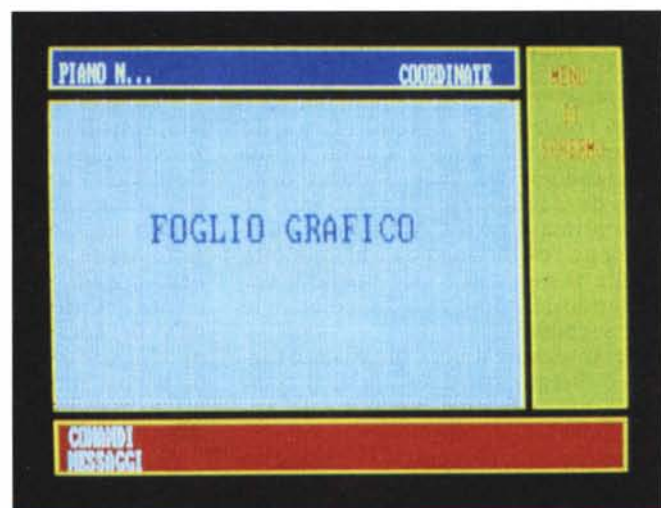 PIANO N... COORDINATE
MENU
DI
SCHERMO
FOGLIO GRAFICO
COMANDI
MESSAGGI